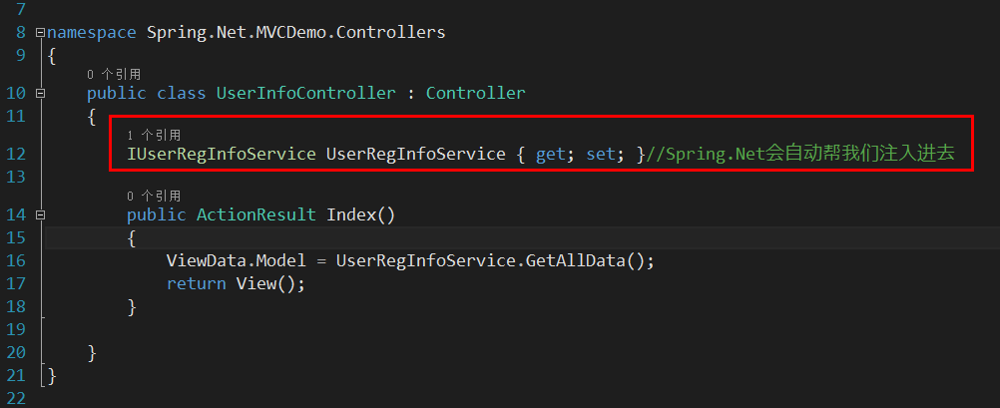 7
8 namespace Spring.Net.MVCDemo.Controllers
9 {
0 个引用
10 public class UserInfoController : Controller
11 {
1 个引用
12 IUserRegInfoService UserRegInfoService { get; set; }//Spring.Net会自动帮我们注入进去
13
0 个引用
14 public ActionResult Index()
15 {
16 ViewData.Model = UserRegInfoService.GetAllData();
17 return View();
18 }
19
20 }
21 }
22